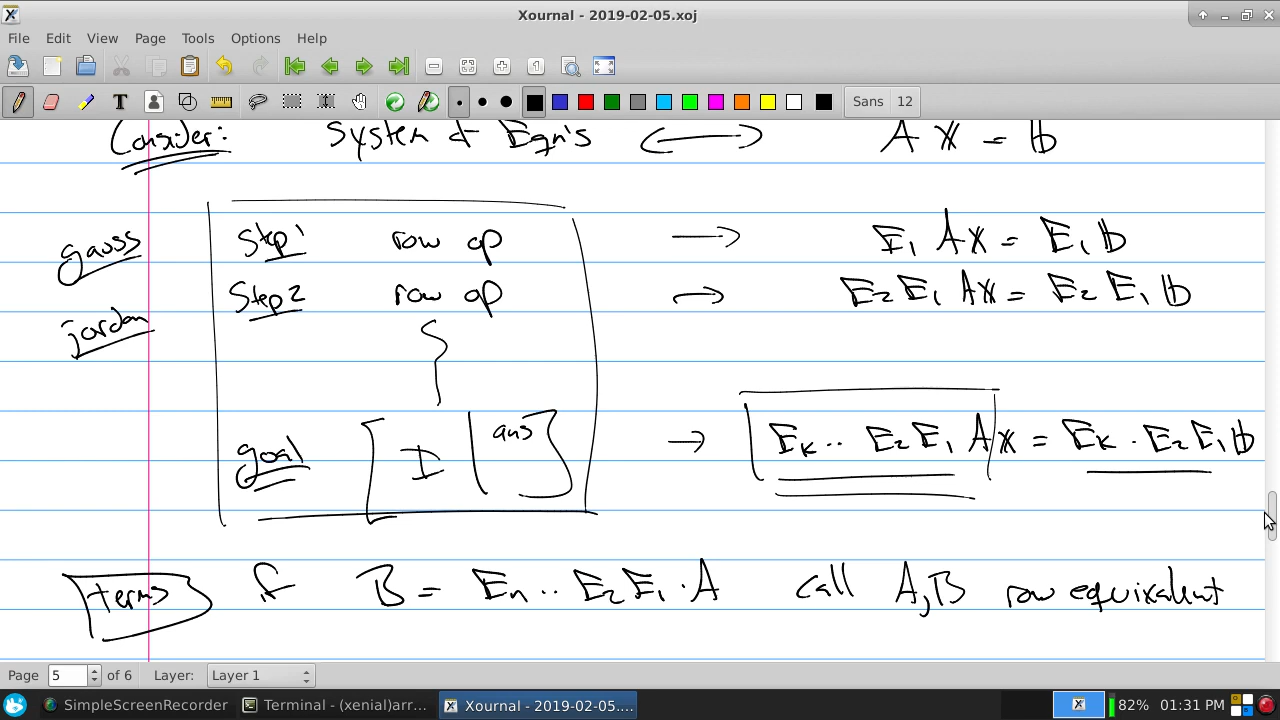 Xournal - 2019-02-05.xoj
File Edit View Page Tools Options Help
Sans 12
Consider: System of Eqn's ⟷ A 𝕩 = 𝕓
gauss Step 1 row op → E₁ A𝕩 = E₁ 𝕓
Step 2 row op → E₂ E₁ A𝕩 = E₂ E₁ 𝕓
jordan
goal [ I | ans ] → Eₖ ·· E₂ E₁ A𝕩 = Eₖ · E₂ E₁ 𝕓
terms if B = Eₙ ·· E₂ E₁ · A call A, B row equivalent
Page 5 of 6 Layer: Layer 1
SimpleScreenRecorder Terminal - (xenial)arr... Xournal - 2019-02-05.... 82% 01:31 PM